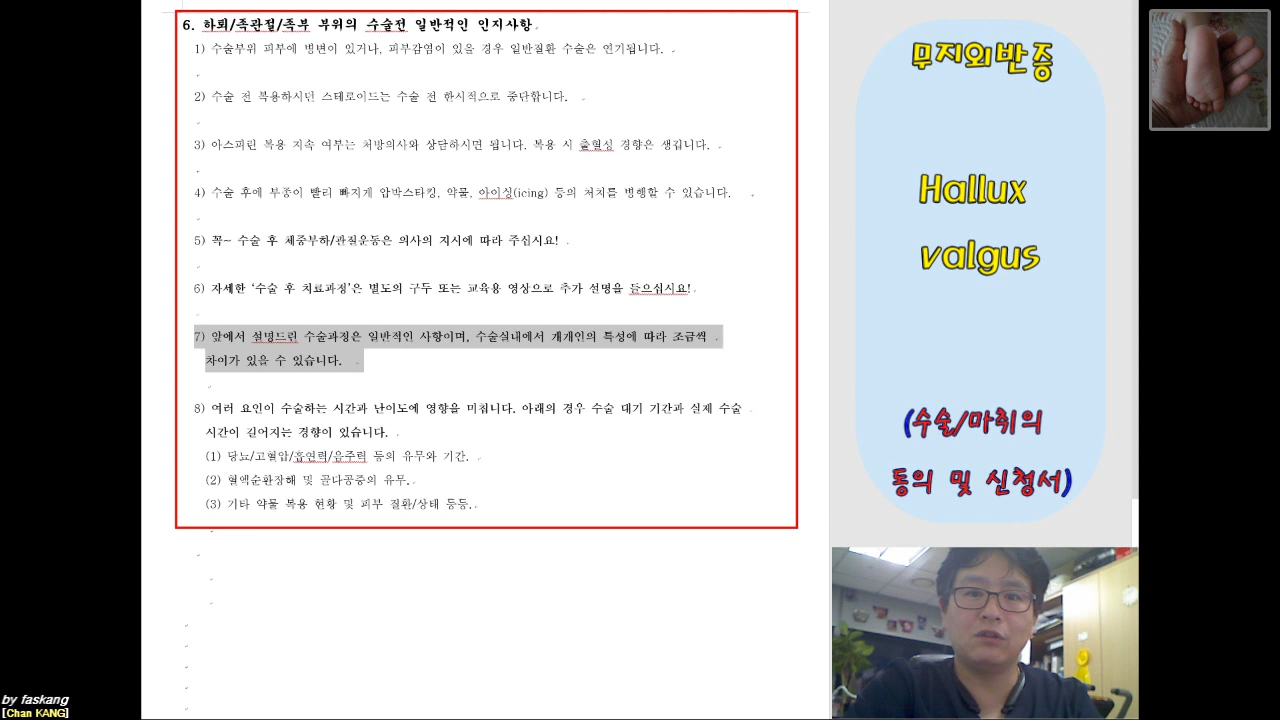 6. 하퇴/족관절/족부 부위의 수술전 일반적인 인지사항
1) 수술부위 피부에 병변이 있거나, 피부감염이 있을 경우 일반질환 수술은 연기됩니다.
2) 수술 전 복용하시던 스테로이드는 수술 전 한시적으로 중단합니다.
3) 아스피린 복용 지속 여부는 처방의사와 상담하시면 됩니다. 복용 시 출혈성 경향은 생깁니다.
4) 수술 후에 부종이 빨리 빠지게 압박스타킹, 약물, 아이싱(icing) 등의 처치를 병행할 수 있습니다.
5) 꼭~ 수술 후 체중부하/관절운동은 의사의 지시에 따라 주십시요!
6) 자세한 '수술 후 치료과정'은 별도의 구두 또는 교육용 영상으로 추가 설명을 들으십시요!
7) 앞에서 설명드린 수술과정은 일반적인 사항이며, 수술실내에서 개개인의 특성에 따라 조금씩
차이가 있을 수 있습니다.
8) 여러 요인이 수술하는 시간과 난이도에 영향을 미칩니다. 아래의 경우 수술 대기 기간과 실제 수술
시간이 길어지는 경향이 있습니다.
(1) 당뇨/고혈압/흡연력/음주력 등의 유무와 기간.
(2) 혈액순환장해 및 골다공증의 유무.
(3) 기타 약물 복용 현황 및 피부 질환/상태 등등.
무지외반증
Hallux
valgus
(수술/마취의
동의 및 신청서)
by faskang
[Chan KANG]